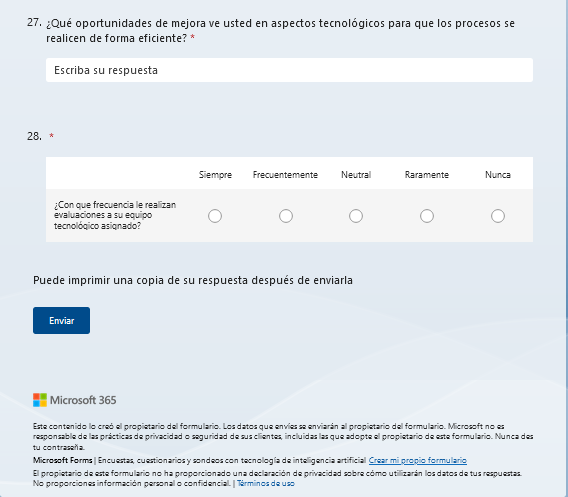 27. ¿Qué oportunidades de mejora ve usted en aspectos tecnológicos para que los procesos se
realicen de forma eficiente? *
Escriba su respuesta
28. *
Siempre Frecuentemente Neutral Raramente Nunca
¿Con que frecuencia le realizan
evaluaciones a su equipo
tecnológico asignado?
Puede imprimir una copia de su respuesta después de enviarla
Enviar
Microsoft 365
Este contenido lo creó el propietario del formulario. Los datos que envíes se enviarán al propietario del formulario. Microsoft no es
responsable de las prácticas de privacidad o seguridad de sus clientes, incluidas las que adopte el propietario de este formulario. Nunca des
tu contraseña.
Microsoft Forms | Encuestas, cuestionarios y sondeos con tecnología de inteligencia artificial Crear mi propio formulario
El propietario de este formulario no ha proporcionado una declaración de privacidad sobre cómo utilizarán los datos de tus respuestas.
No proporciones información personal o confidencial. | Términos de uso